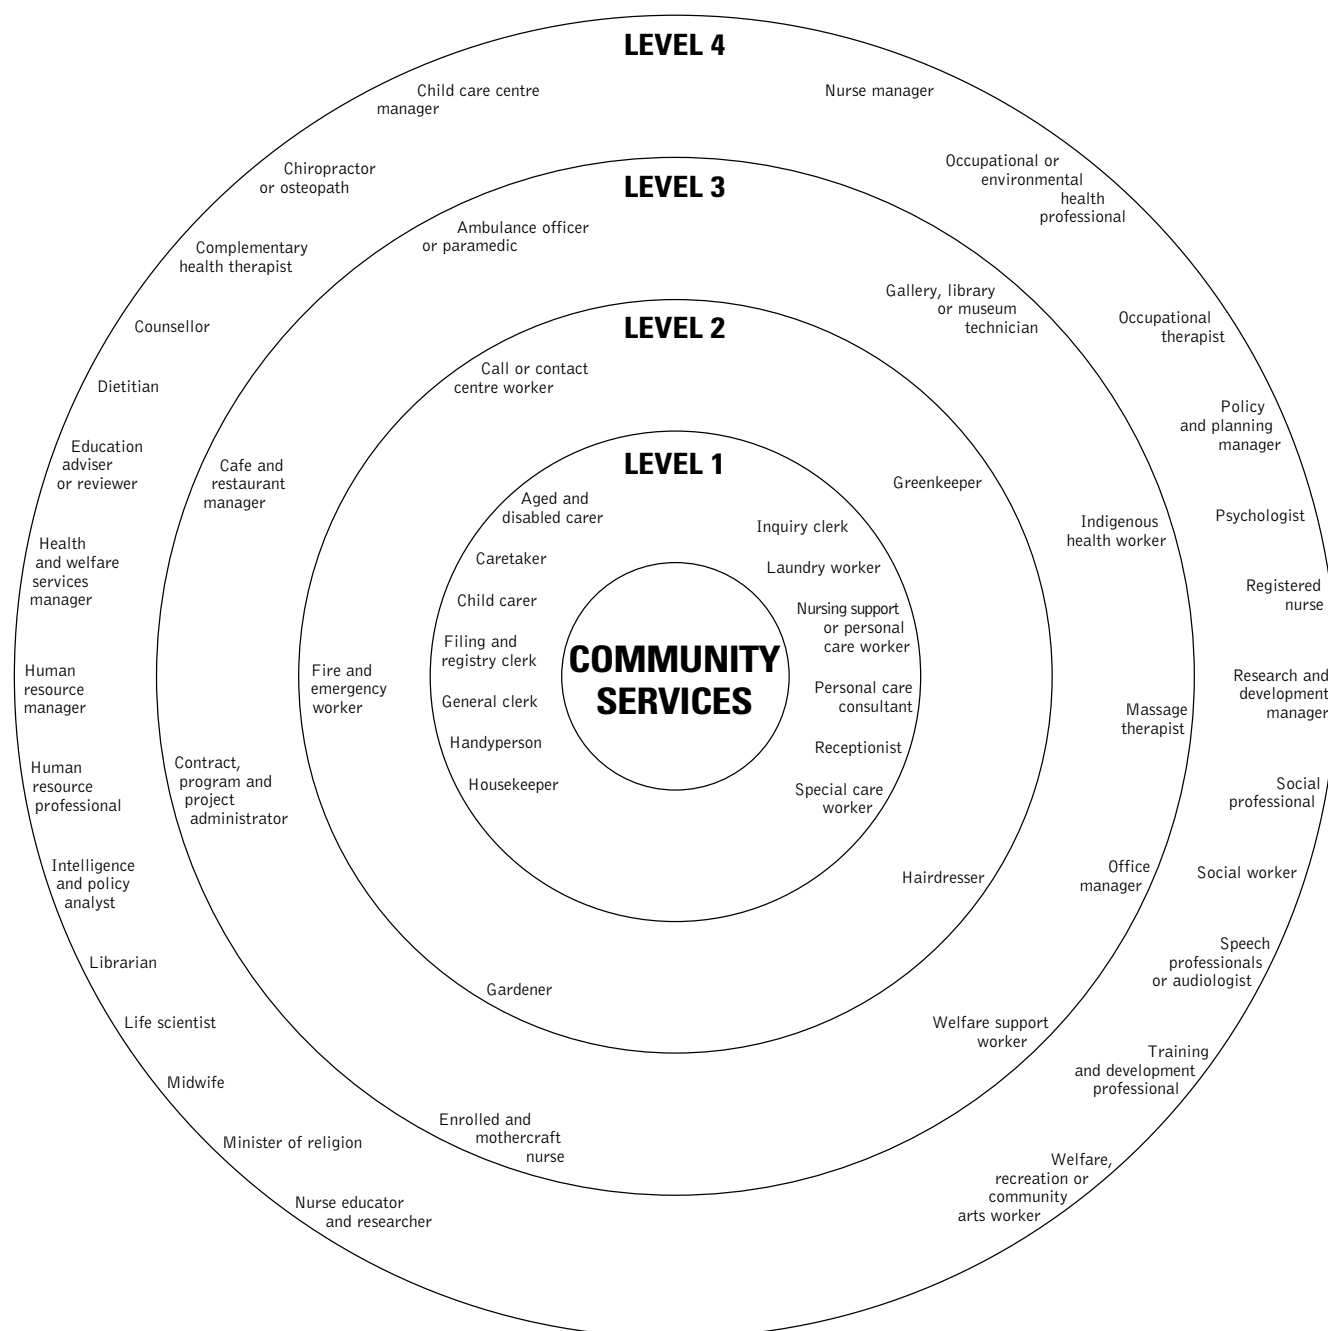 LEVEL 4
Child care centre
manager
Chiropractor
or osteopath
Complementary
health therapist
Counsellor
Dietitian
Education
adviser
or reviewer
Health
and welfare
services
manager
Human
resource
manager
Human
resource
professional
Intelligence
and policy
analyst
Librarian
Life scientist
Midwife
Minister of religion
Nurse educator
and researcher
Nurse manager
Occupational or
environmental
health
professional
Occupational
therapist
Policy
and planning
manager
Psychologist
Registered
nurse
Research and
development
manager
Social
professional
Social worker
Speech
professionals
or audiologist
Training
and development
professional
Welfare,
recreation or
community
arts worker
LEVEL 3
Ambulance officer
or paramedic
Cafe and
restaurant
manager
Contract,
program and
project
administrator
Enrolled and
mothercraft
nurse
Gallery, library
or museum
technician
Indigenous
health worker
Massage
therapist
Office
manager
Welfare support
worker
LEVEL 2
Call or contact
centre worker
Fire and
emergency
worker
Gardener
Greenkeeper
Hairdresser
LEVEL 1
Aged and
disabled carer
Caretaker
Child carer
Filing and
registry clerk
General clerk
Handyperson
Housekeeper
Inquiry clerk
Laundry worker
Nursing support
or personal
care worker
Personal care
consultant
Receptionist
Special care
worker
COMMUNITY
SERVICES